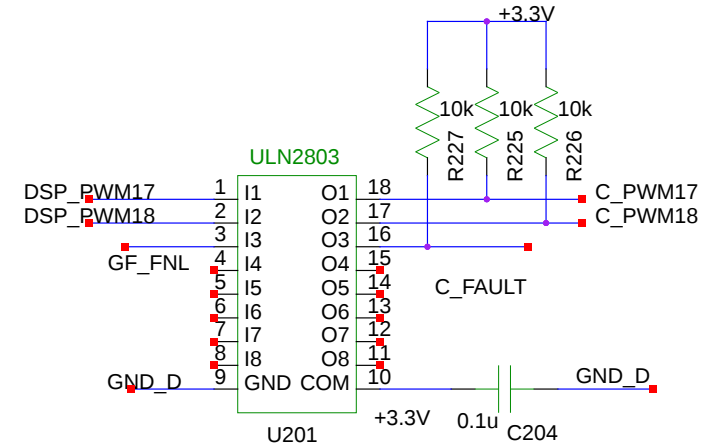 +3.3V
10k
10k
10k
R227
R225
R226
ULN2803
DSP_PWM17
1
I1
O1
18
C_PWM17
DSP_PWM18
2
I2
O2
17
C_PWM18
3
I3
O3
16
GF_FNL
4
I4
O4
15
5
I5
O5
14
C_FAULT
6
I6
O6
13
7
I7
O7
12
8
I8
O8
11
GND_D
9
GND
COM
10
GND_D
+3.3V
0.1u
C204
U201